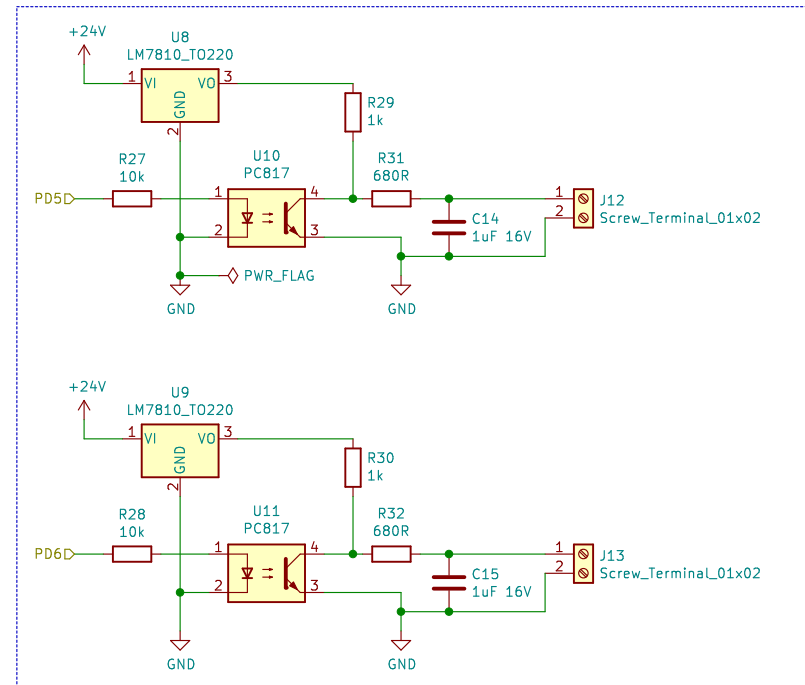 +24V
U8
LM7810_TO220
1 VI VO 3
GND
2
R29
1k
R27
10k
U10
PC817
R31
680R
PD5
1
4
1
J12
2
Screw_Terminal_01x02
C14
1uF 16V
2
3
PWR_FLAG
GND
GND
+24V
U9
LM7810_TO220
1 VI VO 3
GND
2
R30
1k
R28
10k
U11
PC817
R32
680R
PD6
1
4
1
J13
2
Screw_Terminal_01x02
C15
1uF 16V
2
3
GND
GND